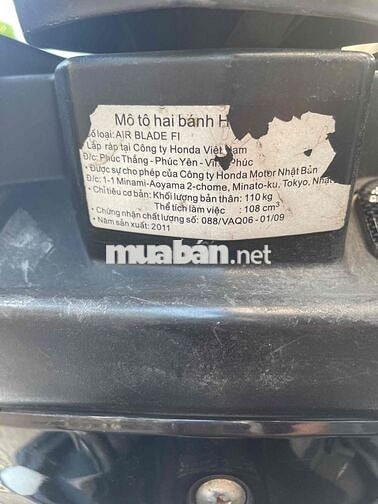 Mô tô hai bánh H
ố loại: AIR BLADE FI
Lắp ráp tại Công ty Honda Việt Nam
Đ/c: Phúc Thắng - Phúc Yên - Vĩnh Phúc
• Được sự cho phép của Công ty Honda Motor Nhật Bản
Đ/c: 1-1 Minami-Aoyama 2-chome, Minato-ku, Tokyo, Nhật
• Chỉ tiêu cơ bản: Khối lượng bản thân: 110 kg
Thể tích làm việc : 108 cm³
• Chứng nhận chất lượng số: 088/VAQ06 - 01/09
• Năm sản xuất: 2011
muaban.net